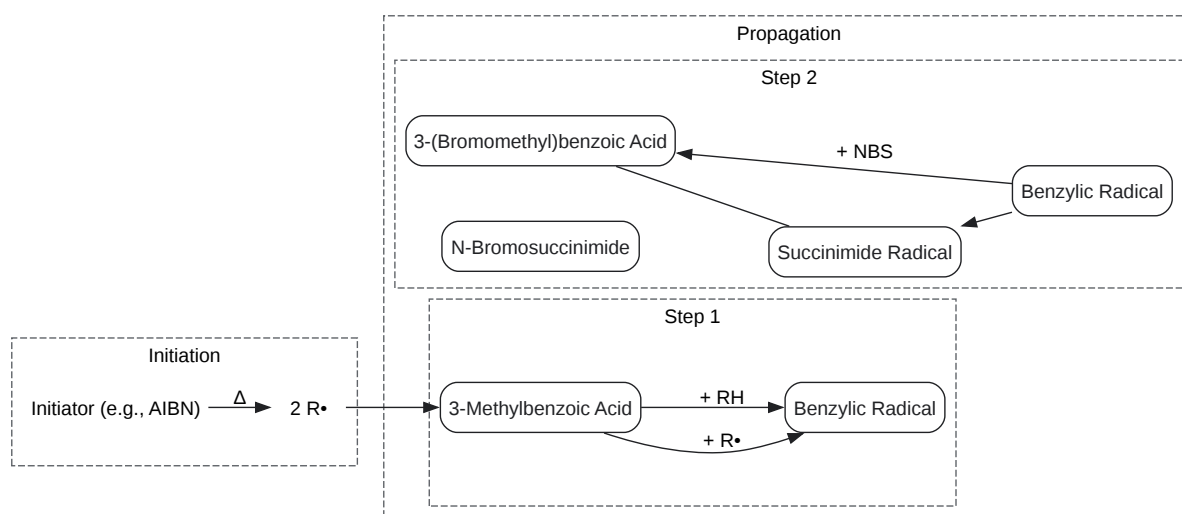 Propagation
Step 2
3-(Bromomethyl)benzoic Acid
+ NBS
Benzylic Radical
N-Bromosuccinimide
Succinimide Radical
Step 1
Initiation
Initiator (e.g., AIBN)
Δ
2 R•
3-Methylbenzoic Acid
+ RH
Benzylic Radical
+ R•